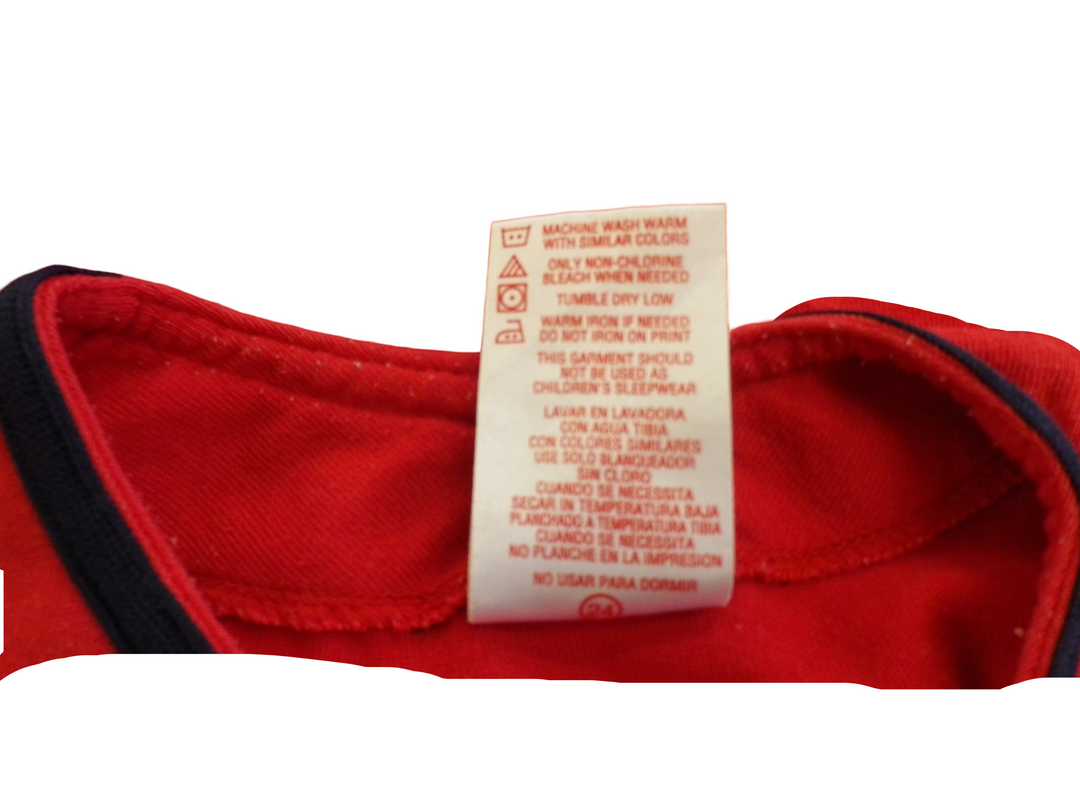 MACHINE WASH WARM
WITH SIMILAR COLORS
ONLY NON-CHLORINE
BLEACH WHEN NEEDED
TUMBLE DRY LOW
WARM IRON IF NEEDED
DO NOT IRON ON PRINT
THIS GARMENT SHOULD
NOT BE USED AS
CHILDREN'S SLEEPWEAR
LAVAR EN LAVADORA
CON AGUA TIBIA
CON COLORES SIMILARES
USE SOLO BLANQUEADOR
SIN CLORO
CUANDO SE NECESSITA
SECAR IN TEMPERATURA BAJA
PLANCHADO A TEMPERATURA TIBIA
CUANDO SE NECESSITA
NO PLANCHE EN LA IMPRESION
NO USAR PARA DORMIR
24